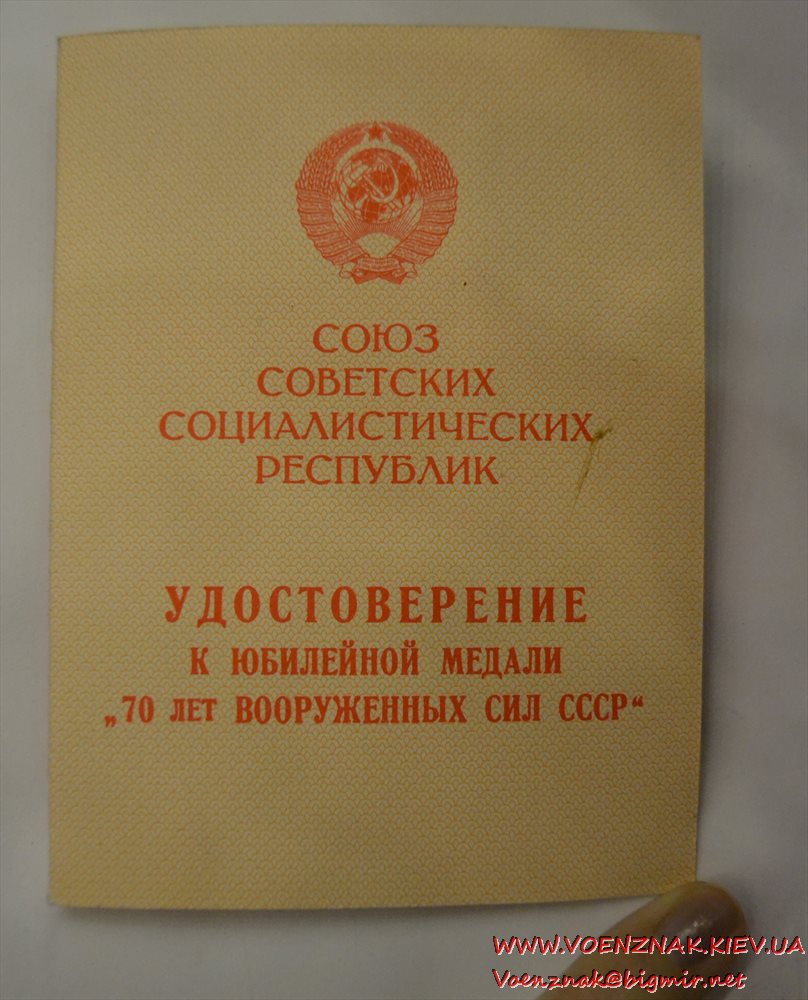 СОЮЗ
СОВЕТСКИХ
СОЦИАЛИСТИЧЕСКИХ
РЕСПУБЛИК
УДОСТОВЕРЕНИЕ
К ЮБИЛЕЙНОЙ МЕДАЛИ
„70 ЛЕТ ВООРУЖЕННЫХ СИЛ СССР“
WWW.VOENZNAK.KIEV.UA
Voenznak@bigmir.net